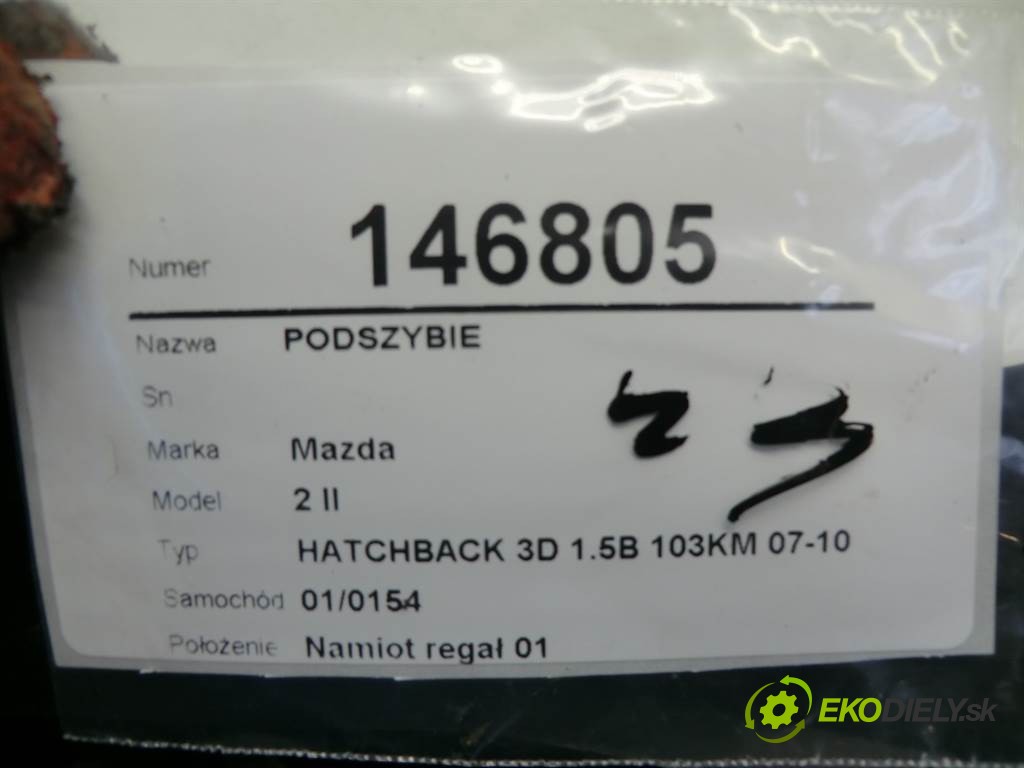 Numer 146805
Nazwa PODSZYBIE
Sn
Marka Mazda
Model 2 II
Typ HATCHBACK 3D 1.5B 103KM 07-10
Samochód 01/0154
Położenie Namiot regał 01
EKODIELY.sk